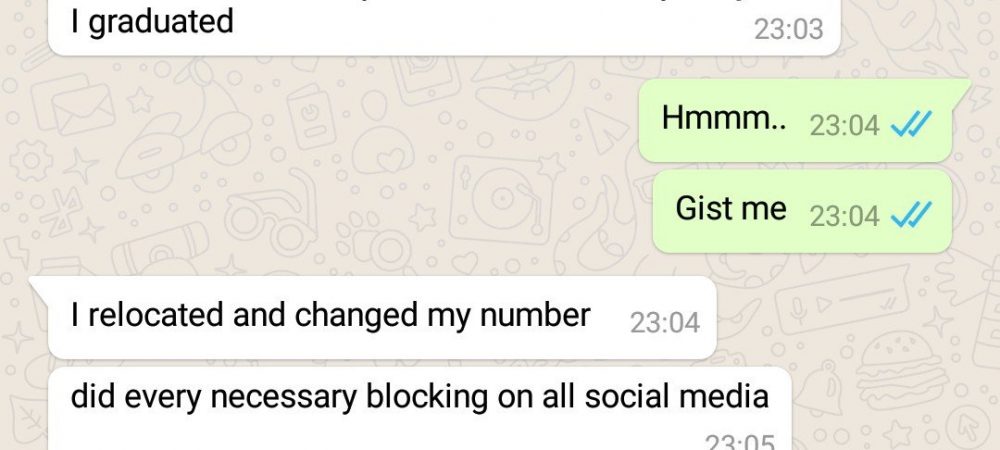 I graduated
23:03
Hmmm.. 23:04
Gist me 23:04
I relocated and changed my number 23:04
did every necessary blocking on all social media
23:05